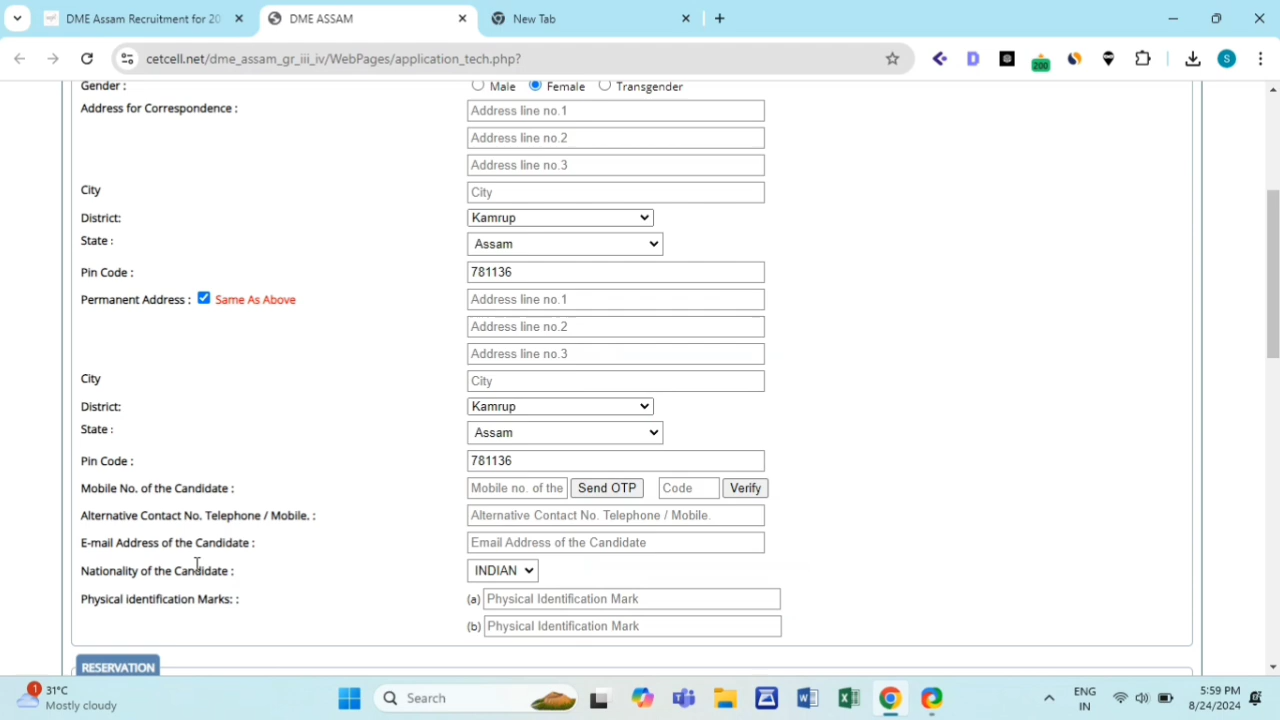 DME Assam Recruitment for 20
DME ASSAM
New Tab
cetcell.net/dme_assam_gr_iii_iv/WebPages/application_tech.php?
D
200
S
Gender : Male Female Transgender
Address for Correspondence : Address line no.1
Address line no.2
Address line no.3
City City
District: Kamrup
State : Assam
Pin Code : 781136
Permanent Address : Same As Above Address line no.1
Address line no.2
Address line no.3
City City
District: Kamrup
State : Assam
Pin Code : 781136
Mobile No. of the Candidate : Mobile no. of the Send OTP Code Verify
Alternative Contact No. Telephone / Mobile. : Alternative Contact No. Telephone / Mobile.
E-mail Address of the Candidate : Email Address of the Candidate
Nationality of the Candidate : INDIAN
Physical identification Marks: : (a) Physical Identification Mark
(b) Physical Identification Mark
RESERVATION
1
31°C
Mostly cloudy
Search
ENG
IN
5:59 PM
8/24/2024